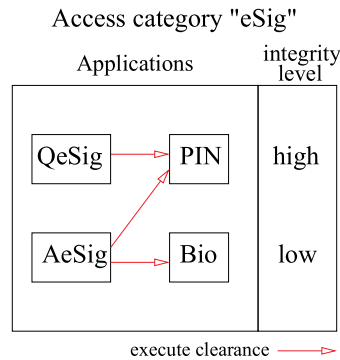 Access category "eSig"
Applications
integrity
level
QeSig
PIN
high
AeSig
Bio
low
execute clearance